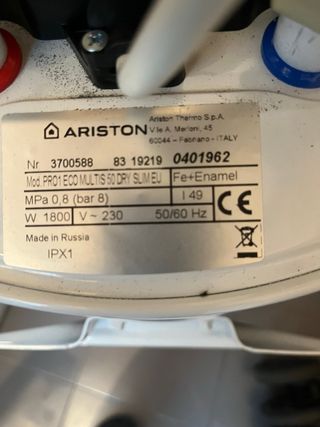 ARISTON
Ariston Thermo S.p.A.
V.le A. Merloni, 45
60044 – Fabriano – ITALY
Nr 3700588 83 19219 0401962
Mod. PRO1 ECO MULTIS 50 DRY SLIM EU Fe+Enamel
MPa 0,8 (bar 8) l 49
W 1800 V ~ 230 50/60 Hz
Made in Russia
IPX1